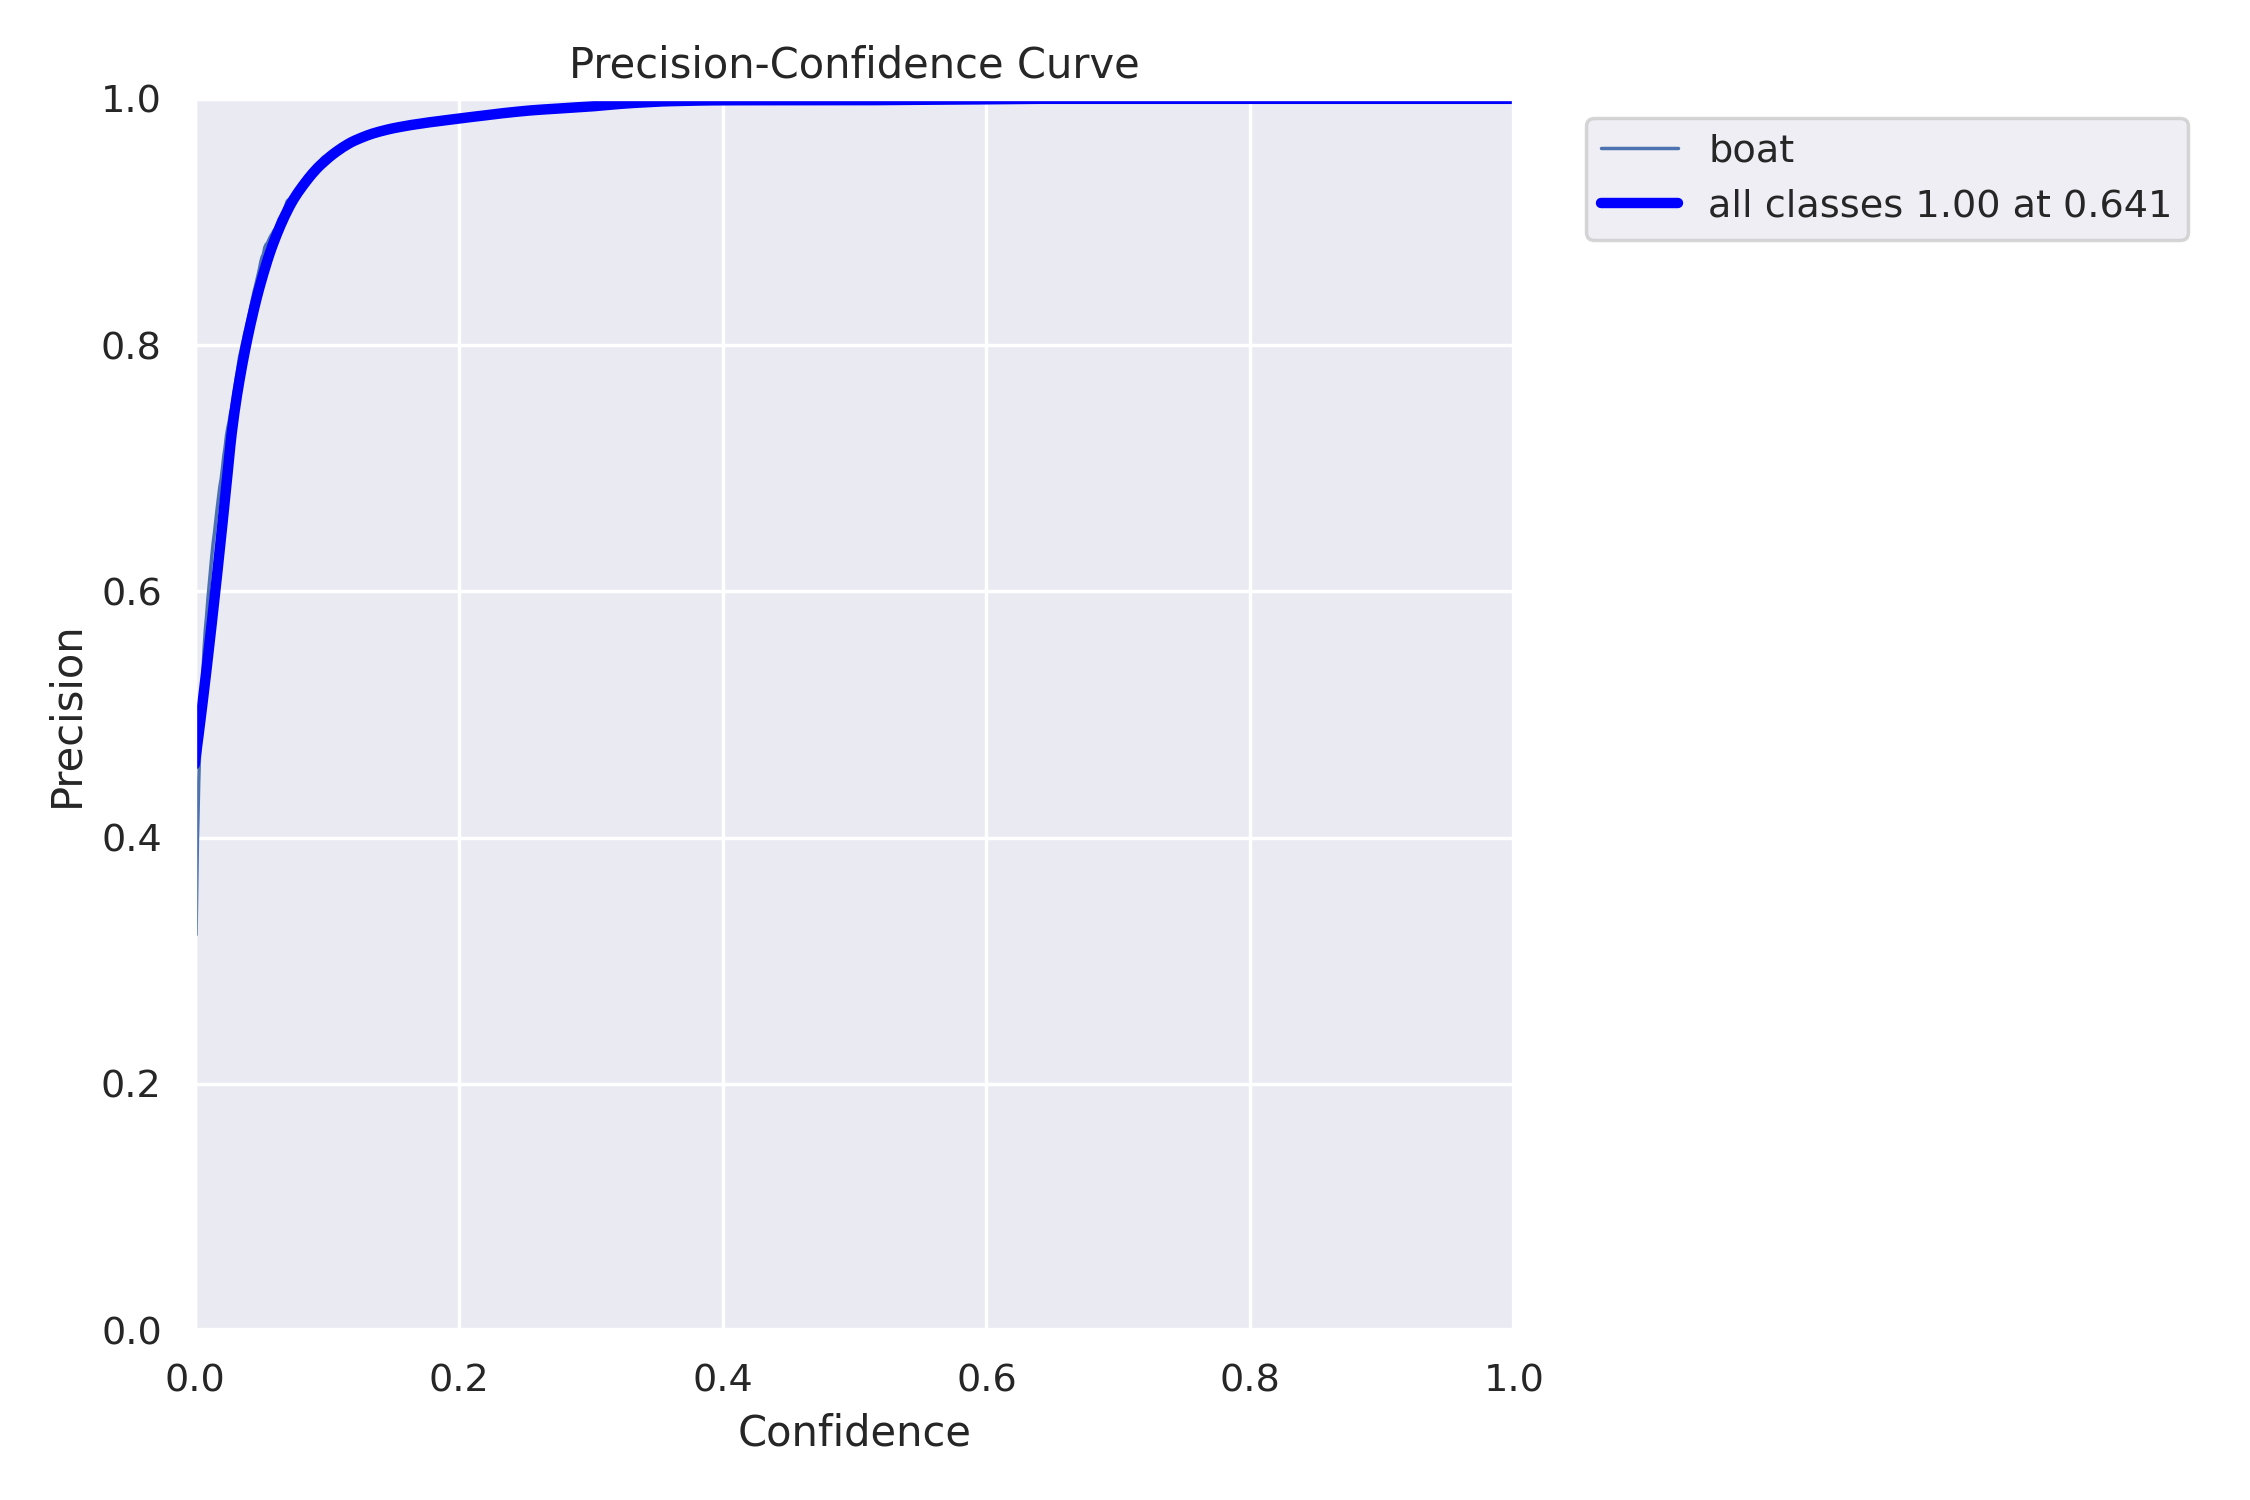 Precision-Confidence Curve
1.0
0.8
0.6
0.4
0.2
0.0
Precision
0.0 0.2 0.4 0.6 0.8 1.0
Confidence
boat
all classes 1.00 at 0.641